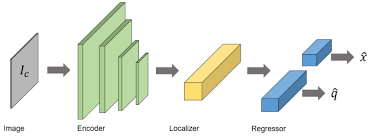 I_c
x̂
q̂
Image
Encoder
Localizer
Regressor